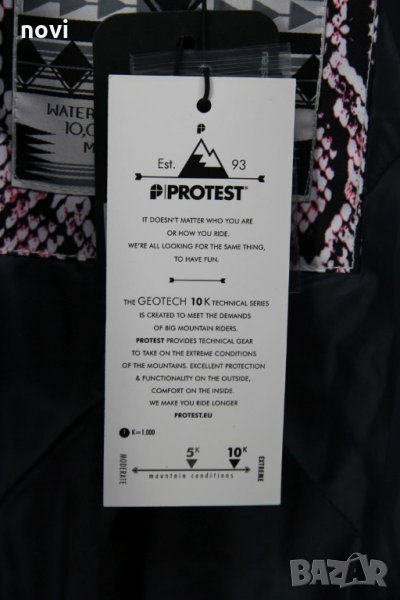 novi
WATER
10,0
M
Est. 93
PROTEST
IT DOESN'T MATTER WHO YOU ARE
OR HOW YOU RIDE.
WE'RE ALL LOOKING FOR THE SAME THING,
TO HAVE FUN.
THE GEOTECH 10K TECHNICAL SERIES
IS CREATED TO MEET THE DEMANDS
OF BIG MOUNTAIN RIDERS.
PROTEST PROVIDES TECHNICAL GEAR
TO TAKE ON THE EXTREME CONDITIONS
OF THE MOUNTAINS. EXCELLENT PROTECTION
& FUNCTIONALITY ON THE OUTSIDE,
COMFORT ON THE INSIDE.
WE MAKE YOU RIDE LONGER
PROTEST.EU
K=1,000
5K 10K
MODERATE
mountain conditions
EXTREME
BAZAR